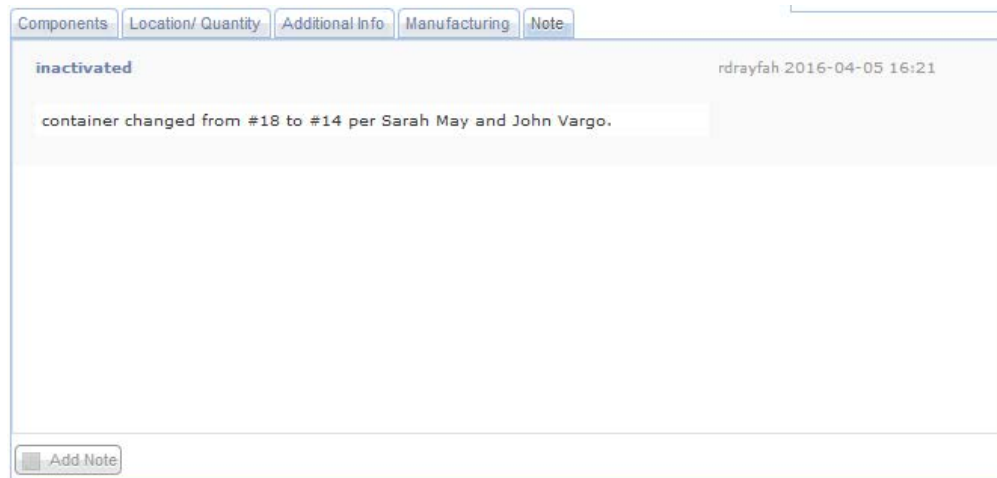 Components Location/ Quantity Additional Info Manufacturing Note
inactivated rdrayfah 2016-04-05 16:21
container changed from #18 to #14 per Sarah May and John Vargo.
Add Note